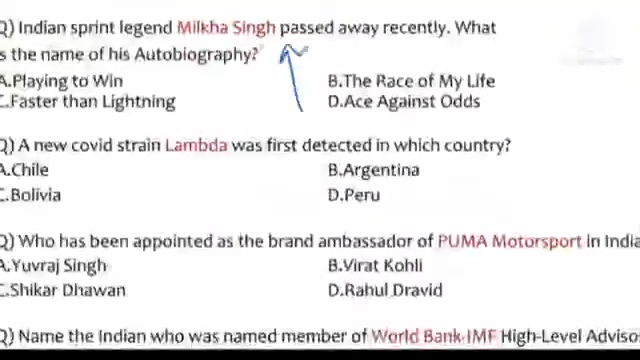 Q) Indian sprint legend Milkha Singh passed away recently. What
s the name of his Autobiography?
A.Playing to Win B.The Race of My Life
C.Faster than Lightning D.Ace Against Odds
Q) A new covid strain Lambda was first detected in which country?
A.Chile B.Argentina
C.Bolivia D.Peru
Q) Who has been appointed as the brand ambassador of PUMA Motorsport in India
A.Yuvraj Singh B.Virat Kohli
C.Shikar Dhawan D.Rahul Dravid
Q) Name the Indian who was named member of World Bank-IMF High-Level Adviso